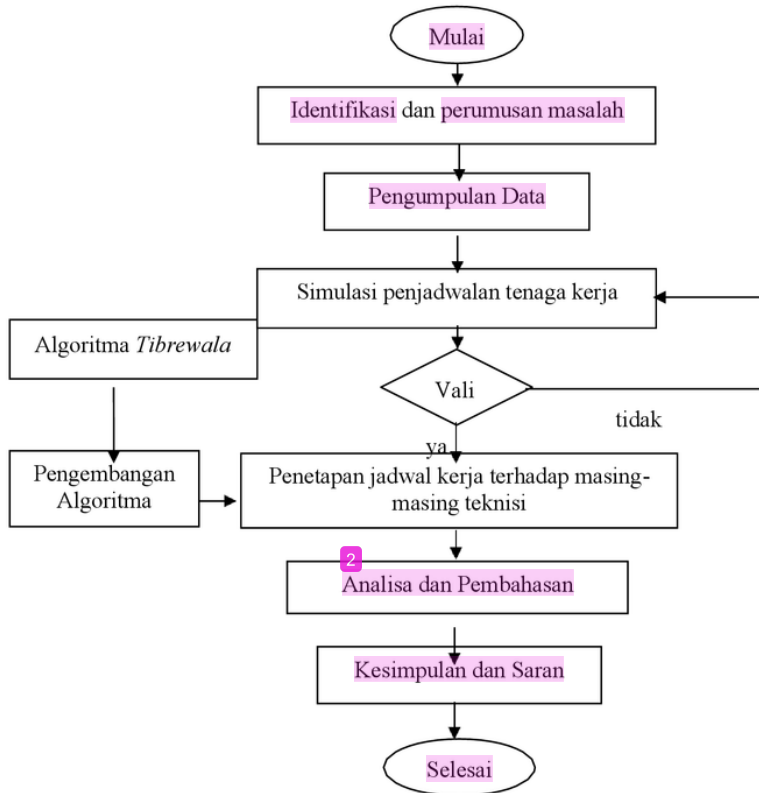 Mulai
Identifikasi dan perumusan masalah
Pengumpulan Data
Simulasi penjadwalan tenaga kerja
Algoritma Tibrewala
Vali
tidak
ya
Pengembangan
Algoritma
Penetapan jadwal kerja terhadap masing-
masing teknisi
2
Analisa dan Pembahasan
Kesimpulan dan Saran
Selesai